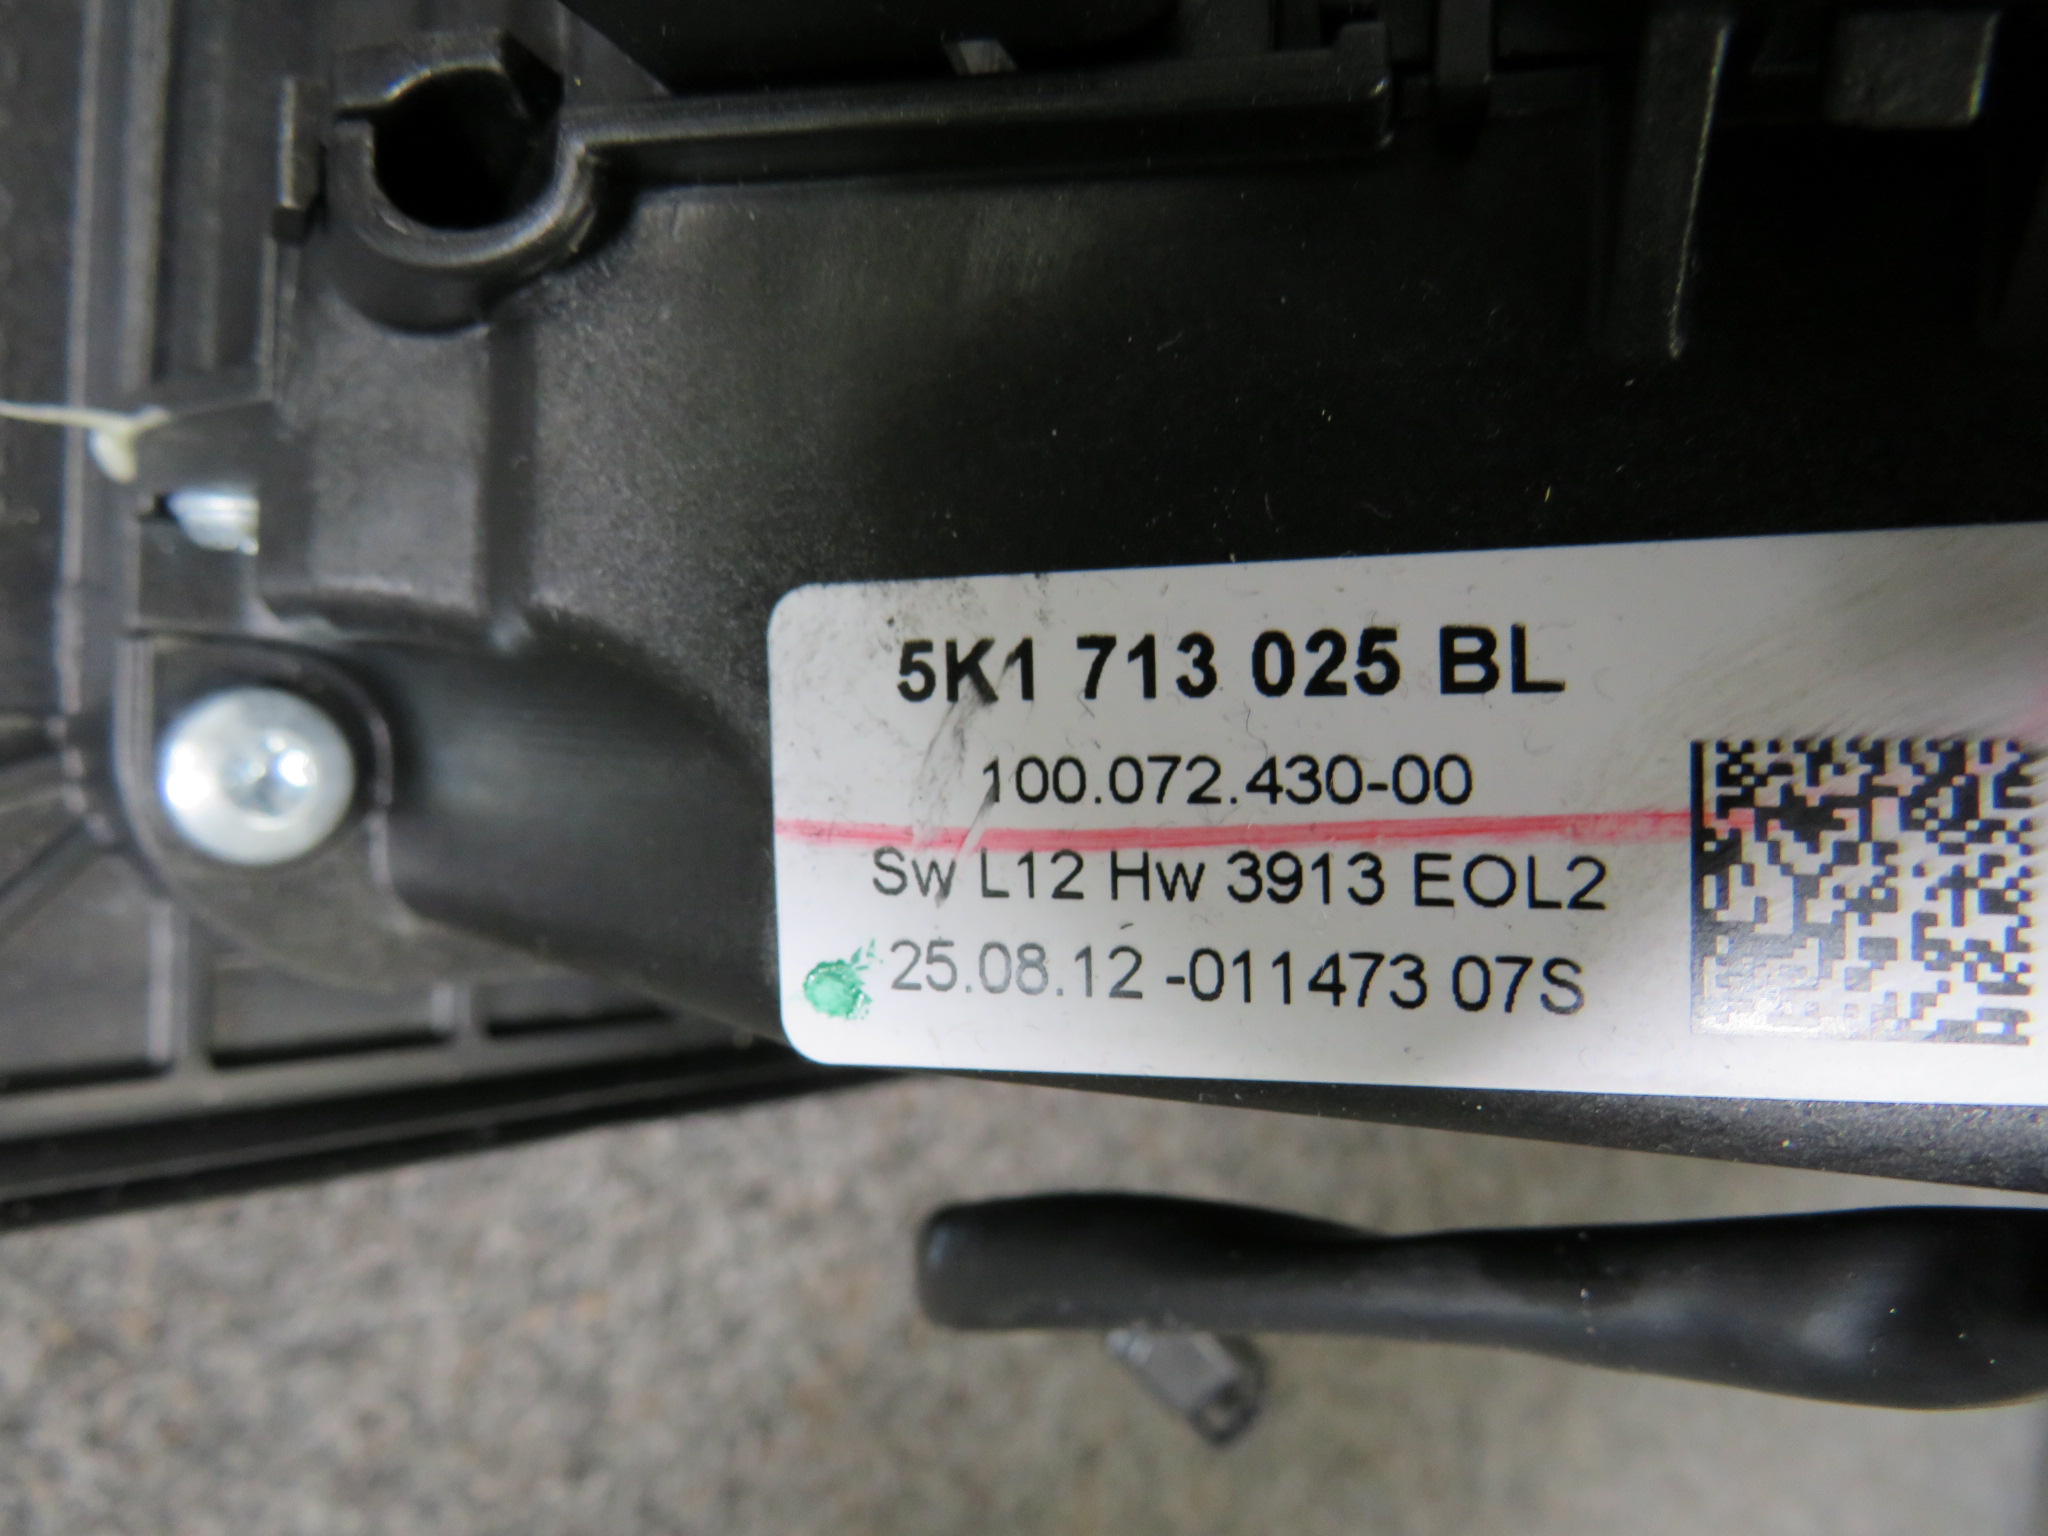 5K1 713 025 BL
100.072.430-00
Sw L12 Hw 3913 EOL2
25.08.12 -011473 07S